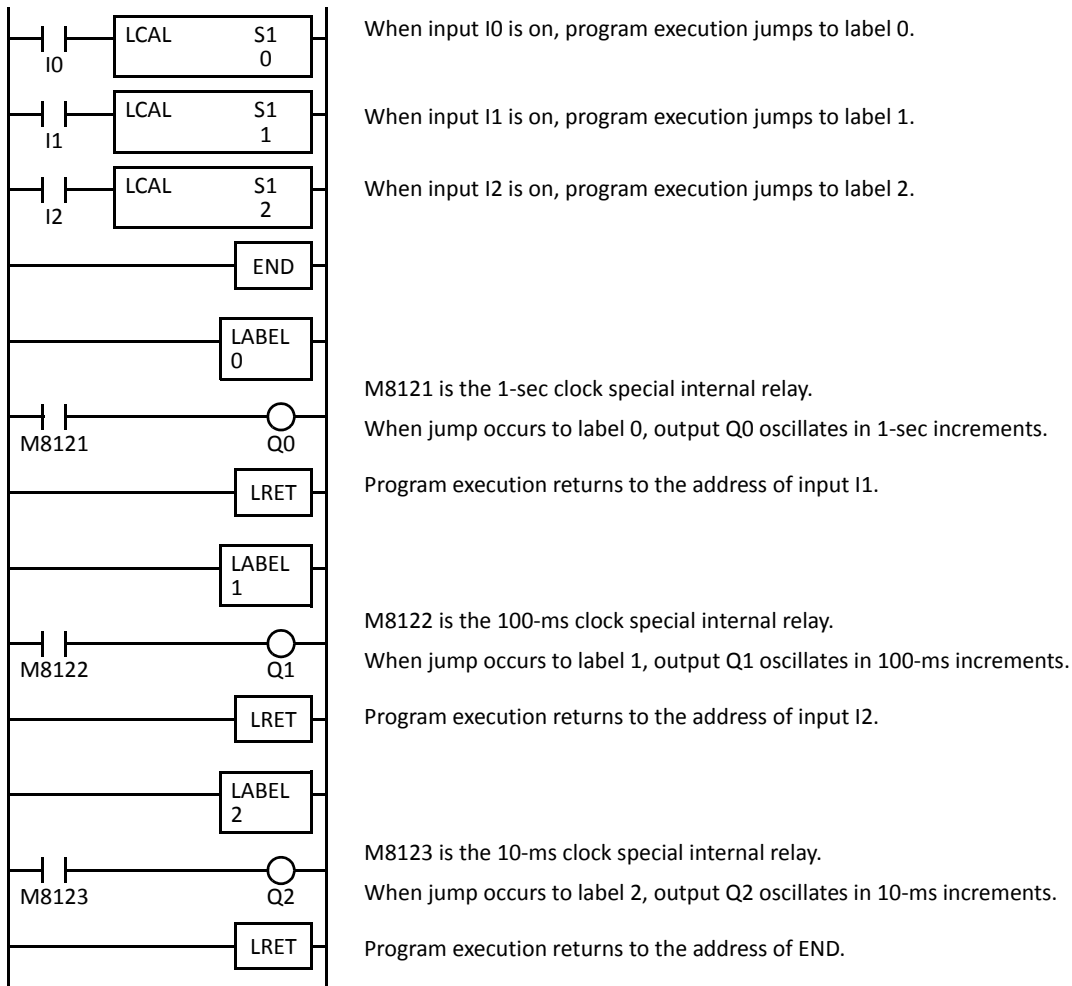 LCAL S1 When input I0 is on, program execution jumps to label 0.
I0 0
LCAL S1 When input I1 is on, program execution jumps to label 1.
I1 1
LCAL S1 When input I2 is on, program execution jumps to label 2.
I2 2
END
LABEL
0
M8121 is the 1-sec clock special internal relay.
When jump occurs to label 0, output Q0 oscillates in 1-sec increments.
M8121 Q0
LRET Program execution returns to the address of input I1.
LABEL
1
M8122 is the 100-ms clock special internal relay.
When jump occurs to label 1, output Q1 oscillates in 100-ms increments.
M8122 Q1
LRET Program execution returns to the address of input I2.
LABEL
2
M8123 is the 10-ms clock special internal relay.
When jump occurs to label 2, output Q2 oscillates in 10-ms increments.
M8123 Q2
LRET Program execution returns to the address of END.